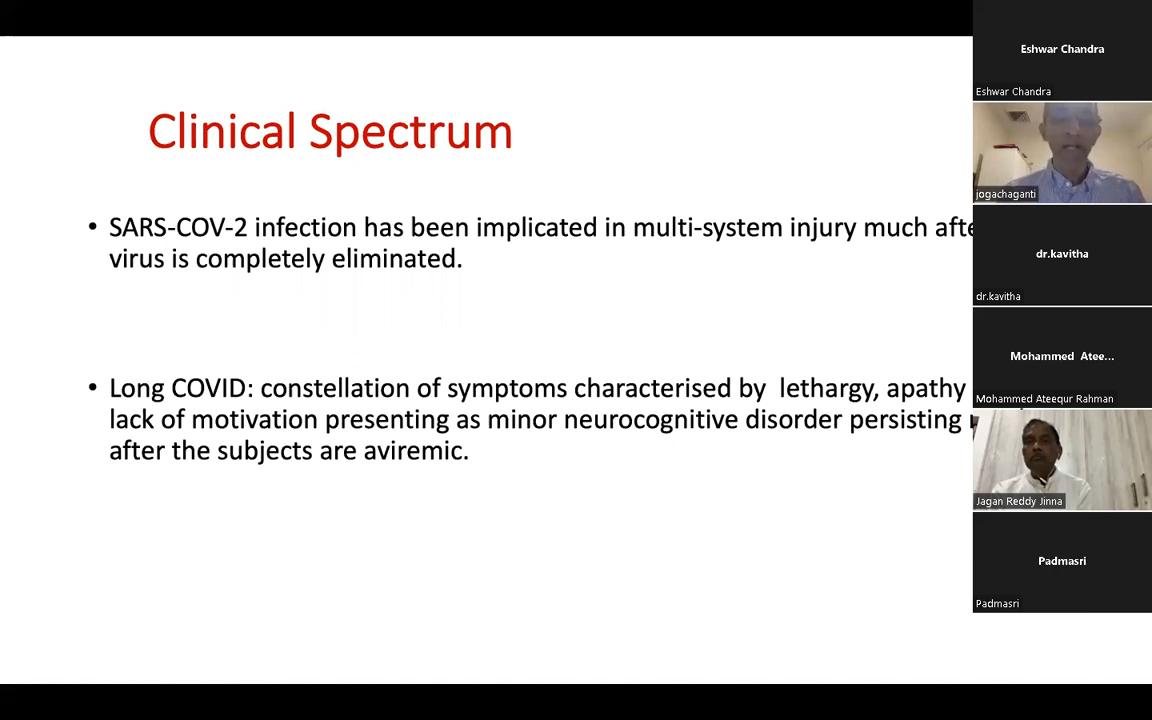 Clinical Spectrum
• SARS-COV-2 infection has been implicated in multi-system injury much
virus is completely eliminated.
• Long COVID: constellation of symptoms characterised by lethargy, apathy
lack of motivation presenting as minor neurocognitive disorder persisting
after the subjects are aviremic.
Eshwar Chandra
Eshwar Chandra
jogachaganti
dr.kavitha
dr.kavitha
Mohammed Atee...
Mohammed Ateequr Rahman
Jagan Reddy Jinna
Padmasri
Padmasri